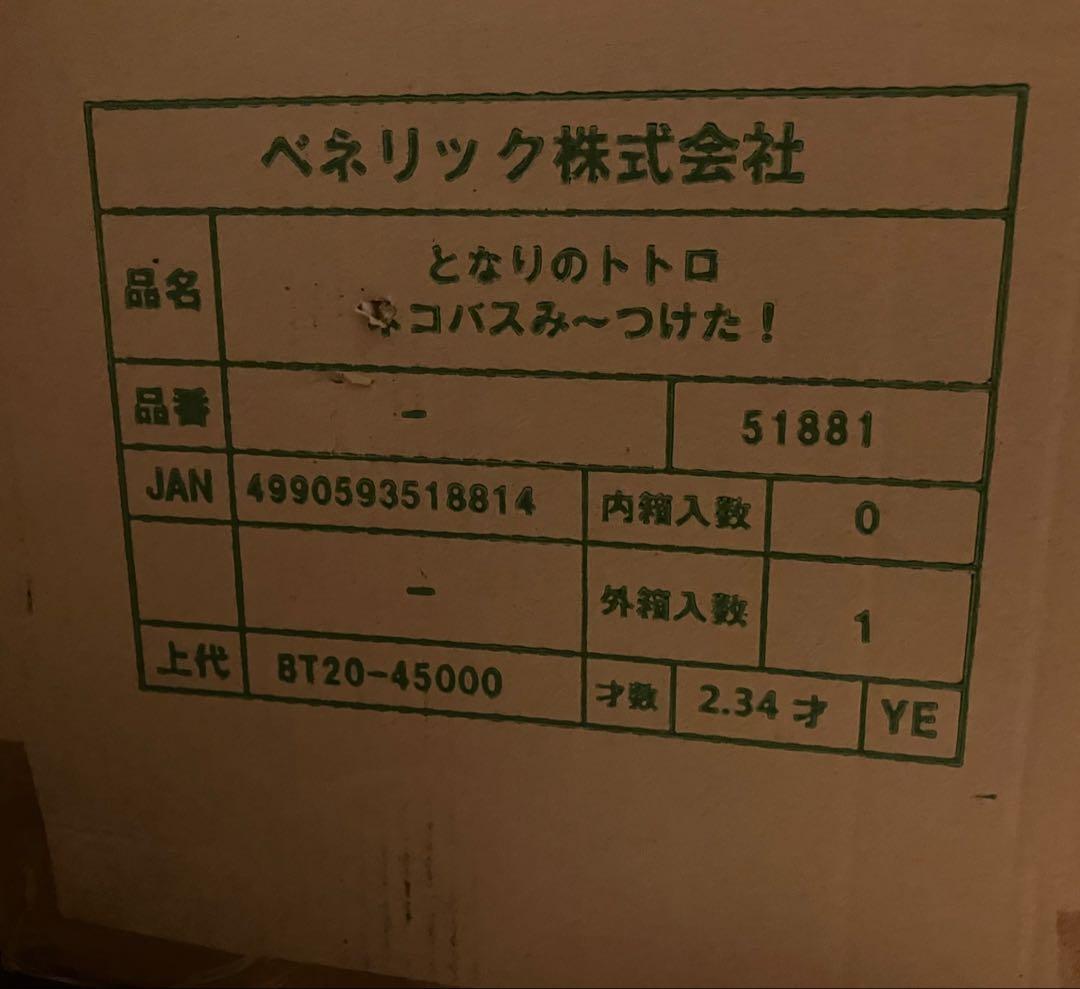 ベネリック株式会社
品名
となりのトトロ
ネコバスみ～つけた！
品番 - 51881
JAN 4990593518814 内箱入数 0
- 外箱入数 1
上代 BT20-45000 才数 2.34 才 YE